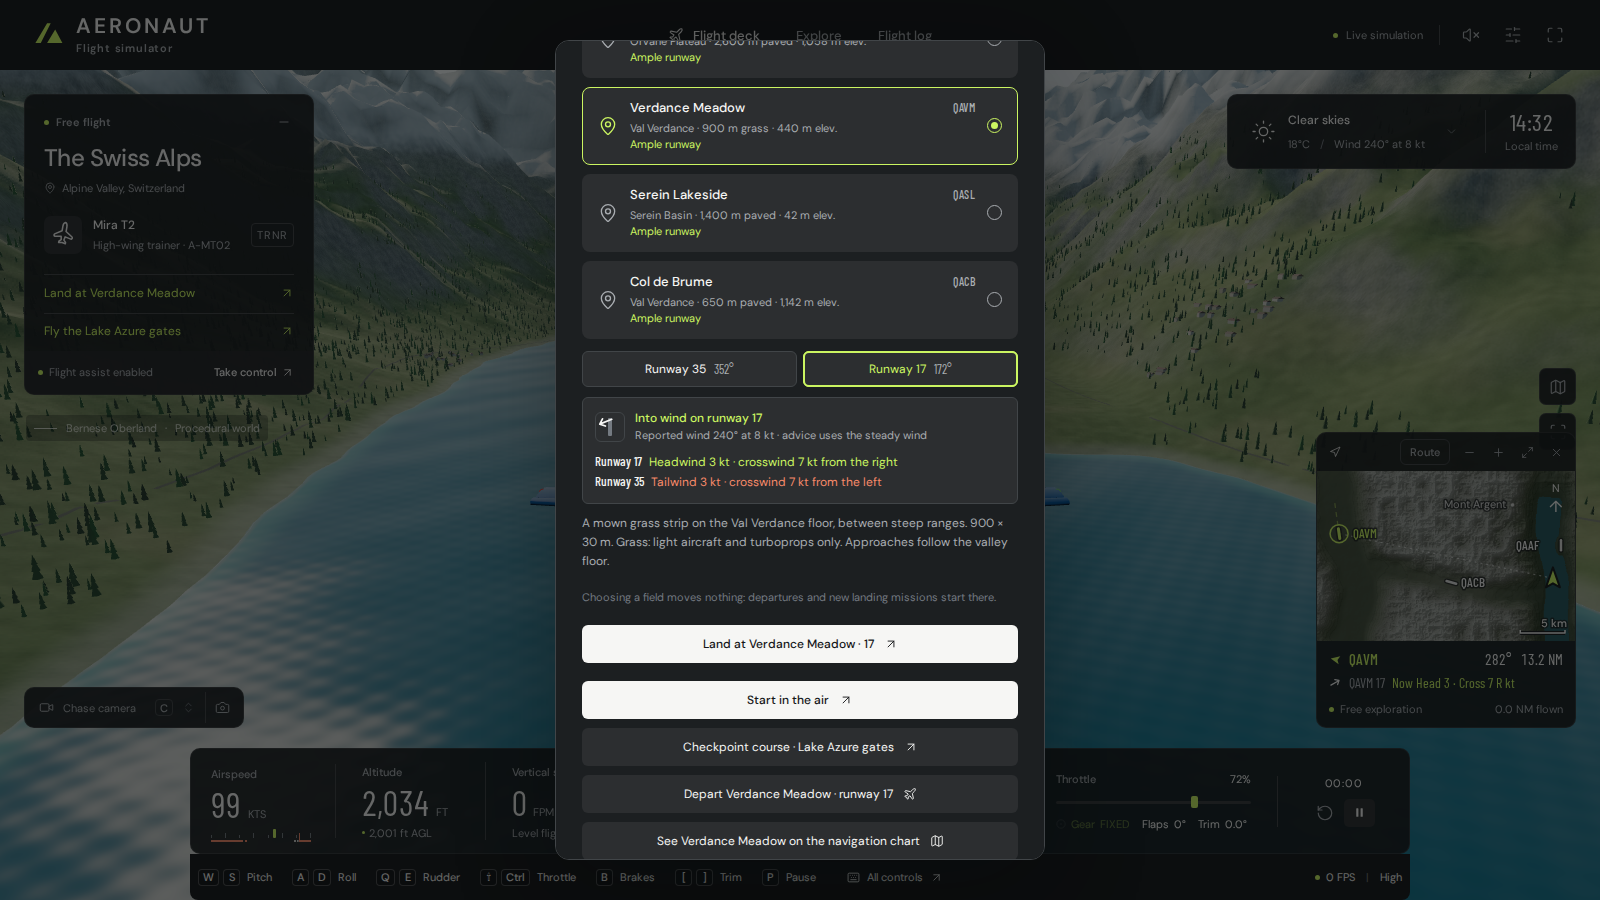 AERONAUT
Flight simulator
Flight deck
Explore
Flight log
Live simulation
Free flight
The Swiss Alps
Alpine Valley, Switzerland
Mira T2
High-wing trainer · A-MT02
TRNR
Land at Verdance Meadow
Fly the Lake Azure gates
Flight assist enabled
Take control
Bernese Oberland · Procedural world
Clear skies
18°C / Wind 240° at 8 kt
14:32
Local time
Orvane Plateau · 2,600 m paved · 1,058 m elev.
Ample runway
Verdance Meadow
QAVM
Val Verdance · 900 m grass · 440 m elev.
Ample runway
Serein Lakeside
QASL
Serein Basin · 1,400 m paved · 42 m elev.
Ample runway
Col de Brume
QACB
Val Verdance · 650 m paved · 1,142 m elev.
Ample runway
Runway 35 352°
Runway 17 172°
Into wind on runway 17
Reported wind 240° at 8 kt · advice uses the steady wind
Runway 17 Headwind 3 kt · crosswind 7 kt from the right
Runway 35 Tailwind 3 kt · crosswind 7 kt from the left
A mown grass strip on the Val Verdance floor, between steep ranges. 900 ×
30 m. Grass: light aircraft and turboprops only. Approaches follow the valley
floor.
Choosing a field moves nothing: departures and new landing missions start there.
Land at Verdance Meadow · 17
Start in the air
Checkpoint course · Lake Azure gates
Depart Verdance Meadow · runway 17
See Verdance Meadow on the navigation chart
Route
N
Mont Argent
QAVM
QAAF
QACB
5 km
QAVM
282° 13.2 NM
QAVM 17 Now Head 3 · Cross 7 R kt
Free exploration
0.0 NM flown
Chase camera
C
Airspeed
99 KTS
Altitude
2,034 FT
2,001 ft AGL
Vertical s
0 FPM
Level flig
Throttle
72%
Gear FIXED
Flaps 0°
Trim 0.0°
00:00
W S Pitch
A D Roll
Q E Rudder
⇧ Ctrl Throttle
B Brakes
[ ] Trim
P Pause
All controls
0 FPS
High